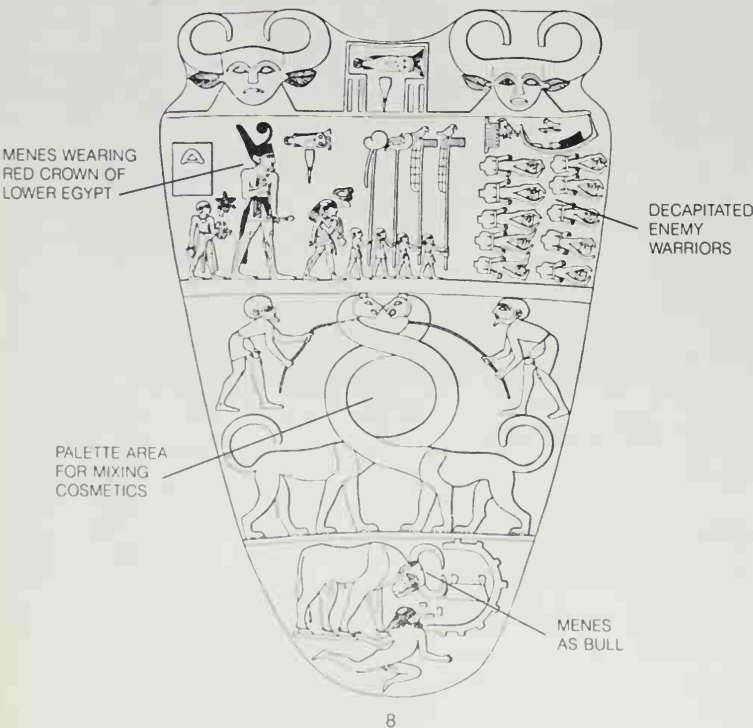 MENES WEARING
RED CROWN OF
LOWER EGYPT
DECAPITATED
ENEMY
WARRIORS
PALETTE AREA
FOR MIXING
COSMETICS
MENES
AS BULL
8